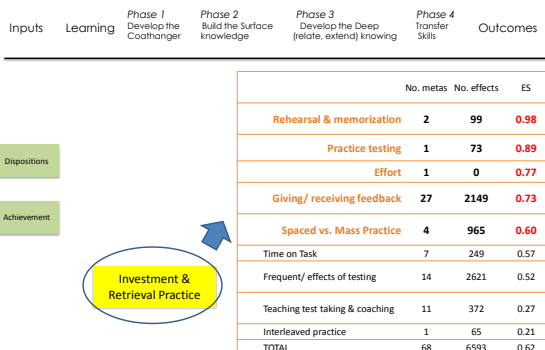 Inputs
Learning
Phase 1
Develop the
Coathanger
Phase 2
Build the Surface
knowledge
Phase 3
Develop the Deep
(relate, extend) knowing
Phase 4
Transfer
Skills
Outcomes
No. metas No. effects ES
Rehearsal & memorization 2 99 0.98
Practice testing 1 73 0.89
Effort 1 0 0.77
Giving/ receiving feedback 27 2149 0.73
Spaced vs. Mass Practice 4 965 0.60
Time on Task 7 249 0.57
Frequent/ effects of testing 14 2621 0.52
Teaching test taking & coaching 11 372 0.27
Interleaved practice 1 65 0.21
TOTAL 68 6593 0.62
Dispositions
Achievement
Investment &
Retrieval Practice